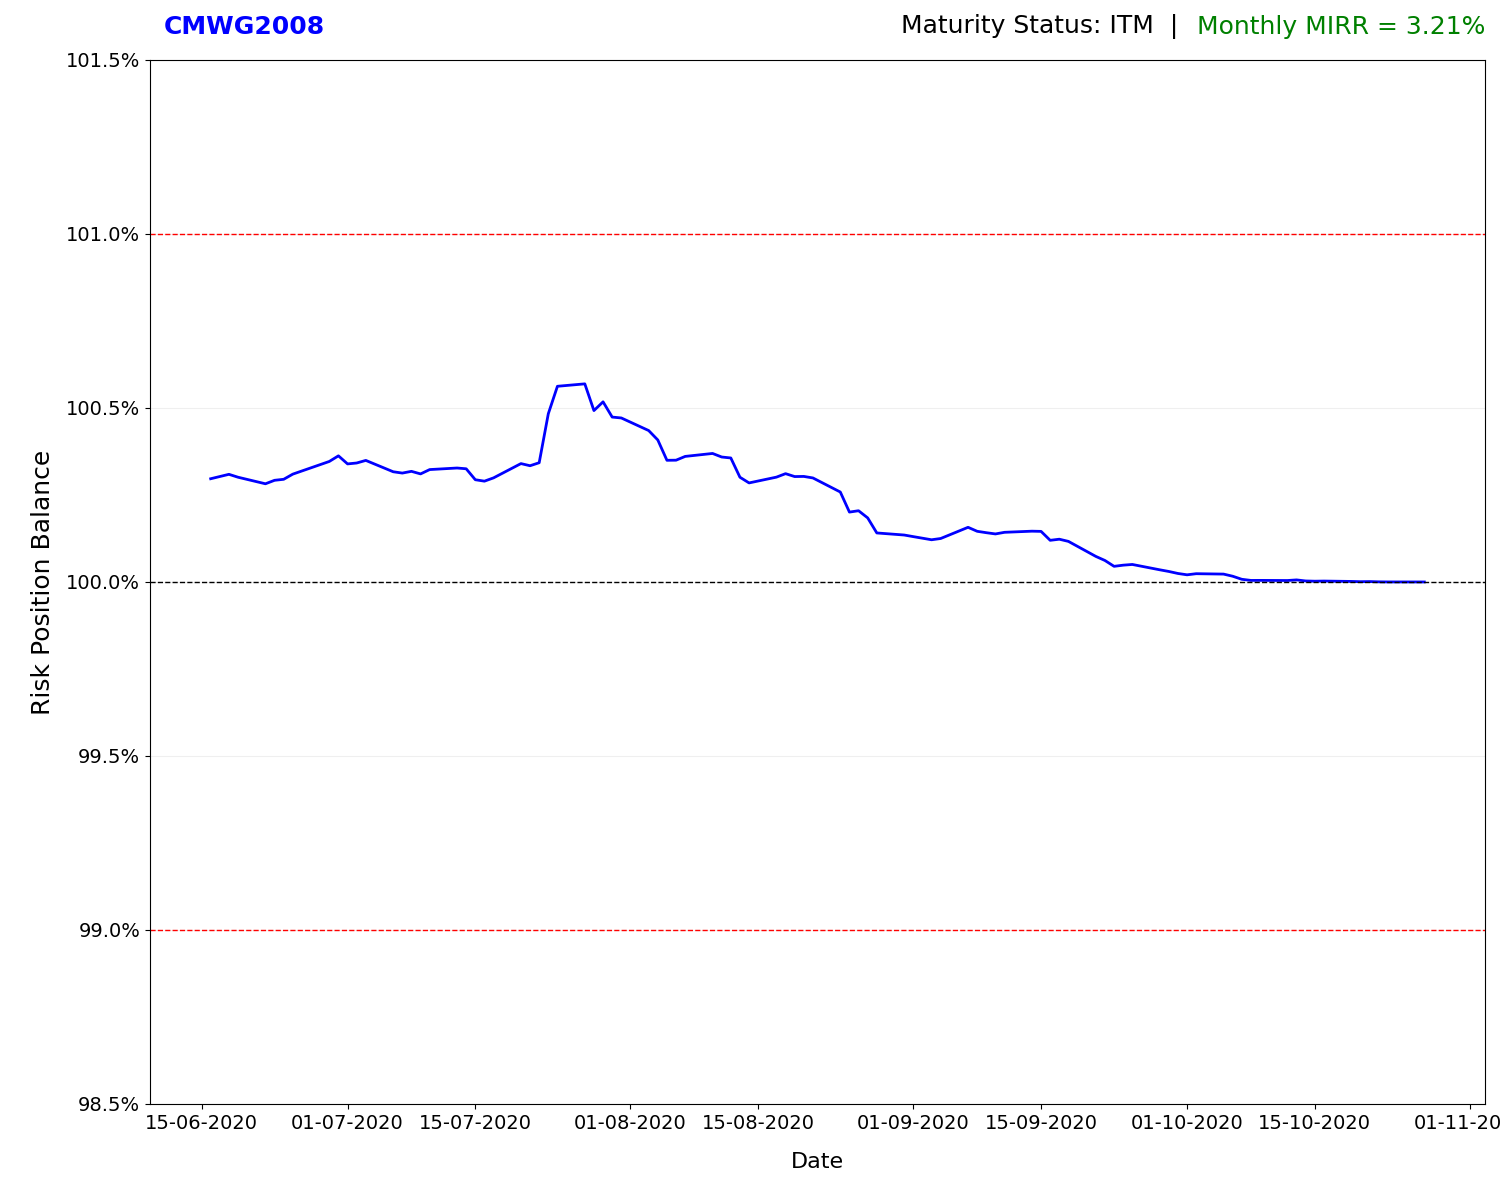 CMWG2008
Maturity Status: ITM | Monthly MIRR = 3.21%
101.5%
101.0%
100.5%
100.0%
99.5%
99.0%
98.5%
Risk Position Balance
15-06-2020 01-07-2020 15-07-2020 01-08-2020 15-08-2020 01-09-2020 15-09-2020 01-10-2020 15-10-2020 01-11-20
Date